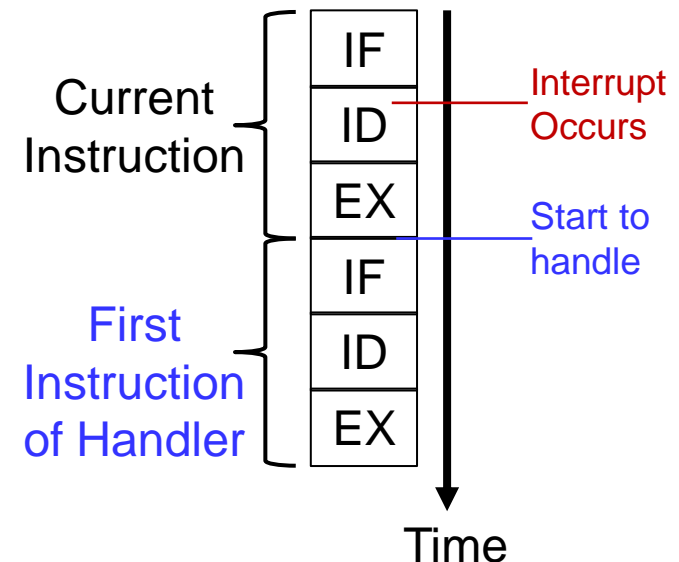 IF
Current
Instruction
ID
Interrupt
Occurs
EX
Start to
handle
IF
First
Instruction
of Handler
ID
EX
Time